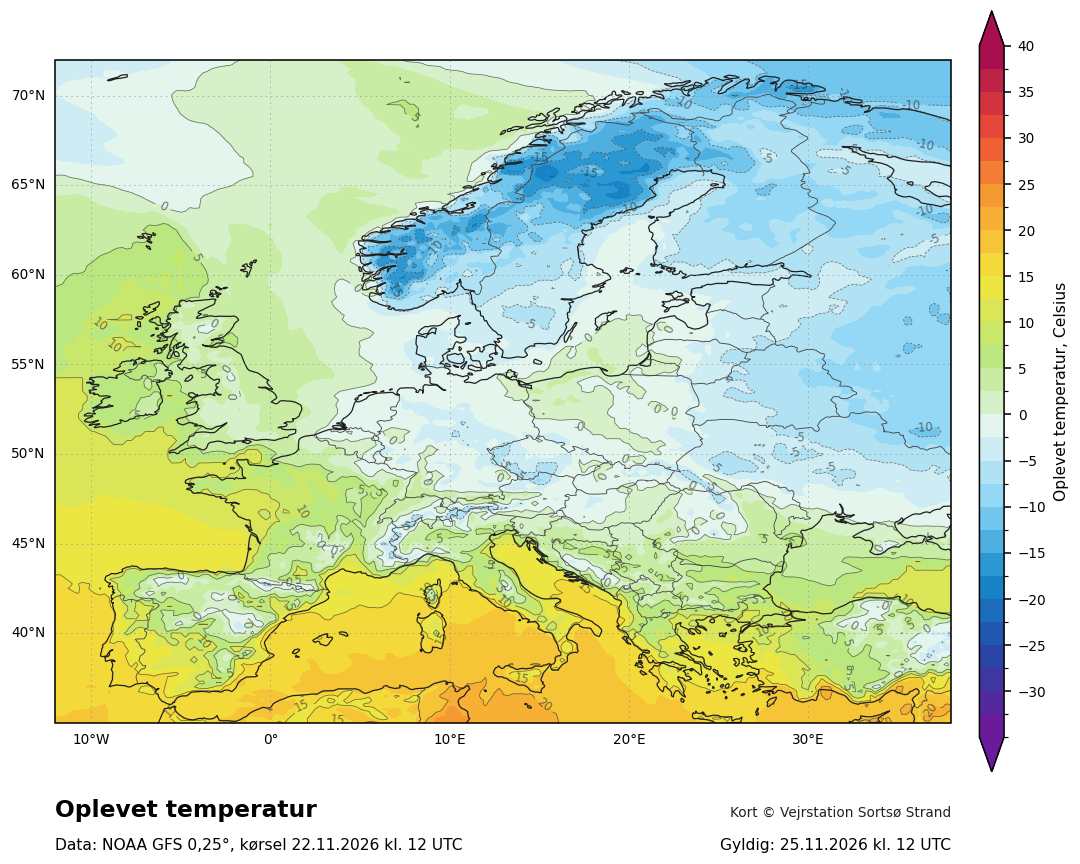 70°N
65°N
60°N
55°N
50°N
45°N
40°N
10°W
0°
10°E
20°E
30°E
40
35
30
25
20
15
10
5
0
−5
−10
−15
−20
−25
−30
Oplevet temperatur, Celsius
Oplevet temperatur
Kort © Vejrstation Sortsø Strand
Data: NOAA GFS 0,25°, kørsel 22.11.2026 kl. 12 UTC
Gyldig: 25.11.2026 kl. 12 UTC